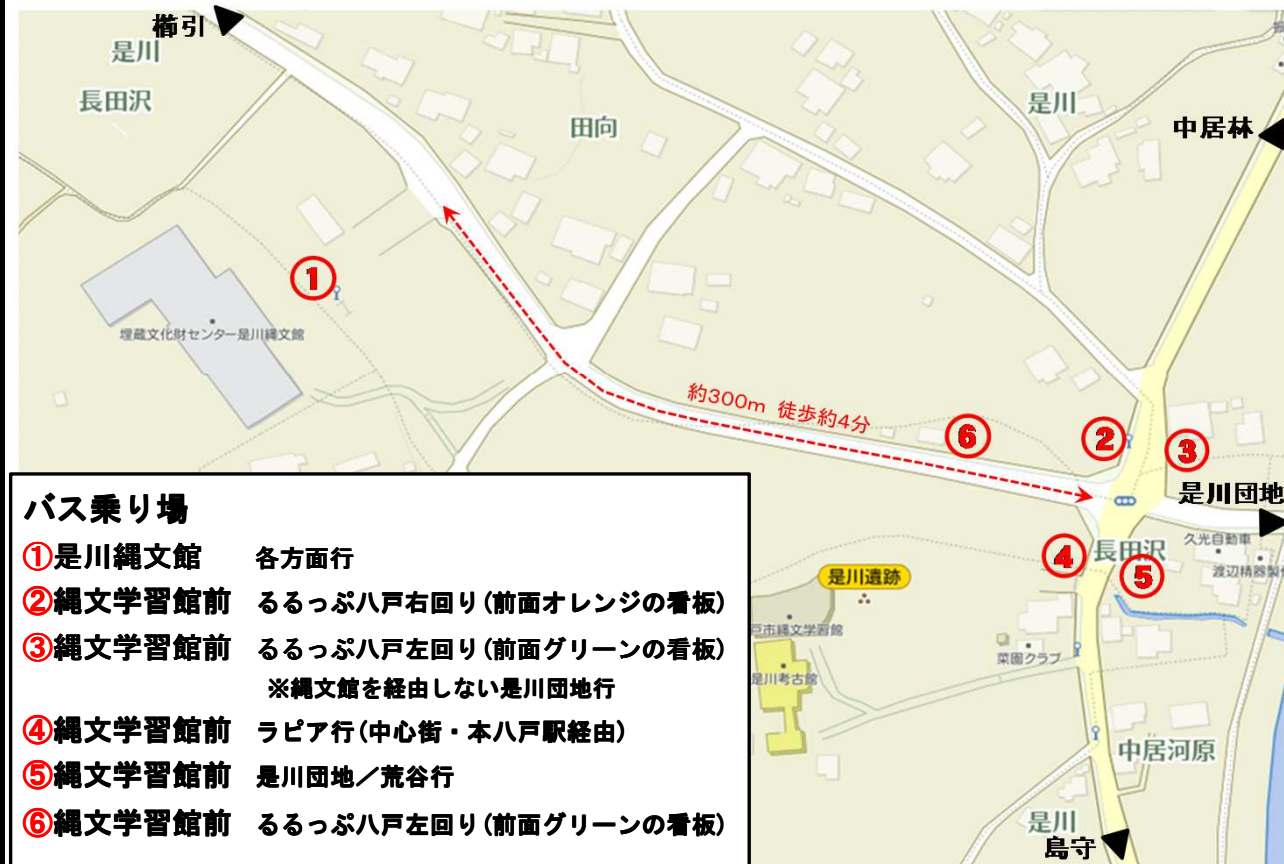 櫛引
是川
長田沢
田向
是川
中居林
①
埋蔵文化財センター是川縄文館
約300m 徒歩約4分
⑥
②
③
是川団地
④
長田沢
久光自動車
⑤
渡辺精器製
是川遺跡
戸市縄文学習館
菜園クラブ
是川考古館
中居河原
是川
島守
バス乗り場
①是川縄文館 各方面行
②縄文学習館前 るるっぷ八戸右回り(前面オレンジの看板)
③縄文学習館前 るるっぷ八戸左回り(前面グリーンの看板)
※縄文館を経由しない是川団地行
④縄文学習館前 ラピア行(中心街・本八戸駅経由)
⑤縄文学習館前 是川団地／荒谷行
⑥縄文学習館前 るるっぷ八戸左回り(前面グリーンの看板)